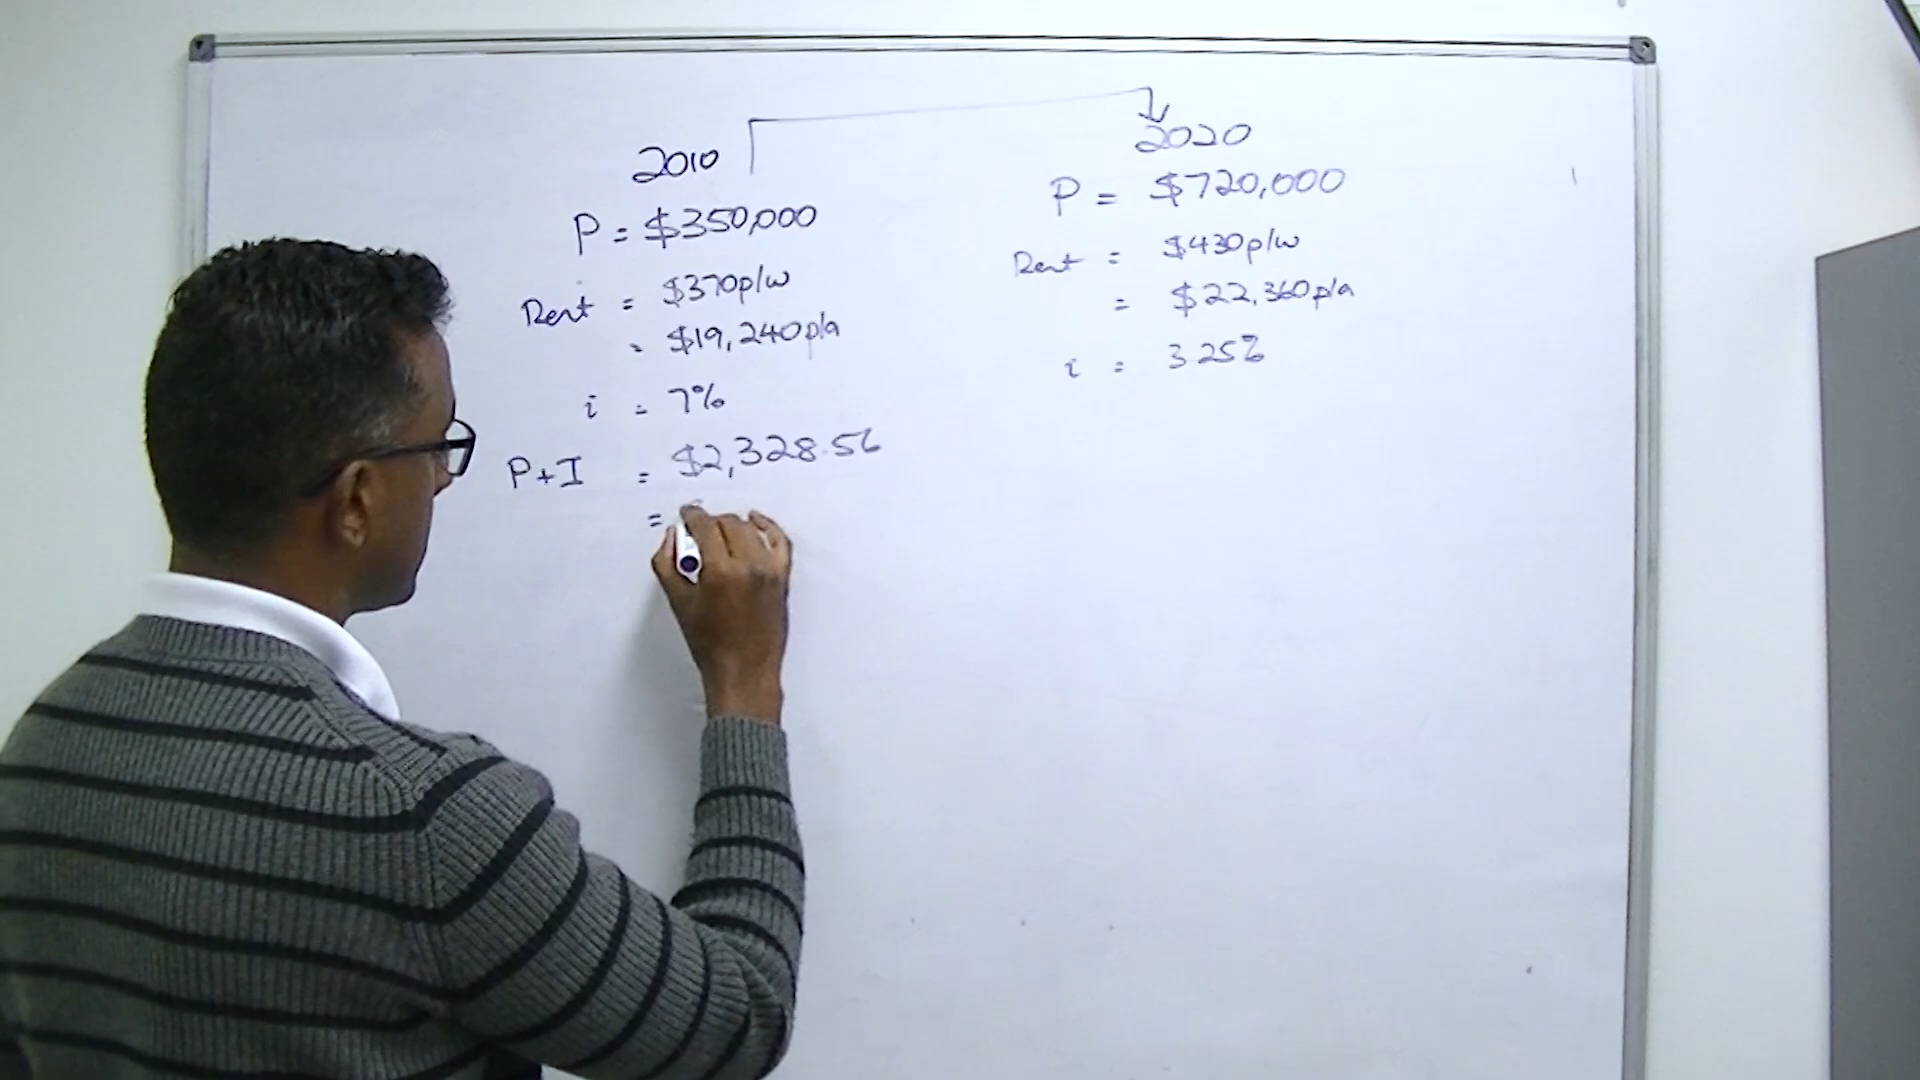 2010
P = $350,000
Rent = $370p/w
= $19,240p/a
i = 7%
P+I = $2,328.56
=
2020
P = $720,000
Rent = $430p/w
= $22,360p/a
i = 3.25%